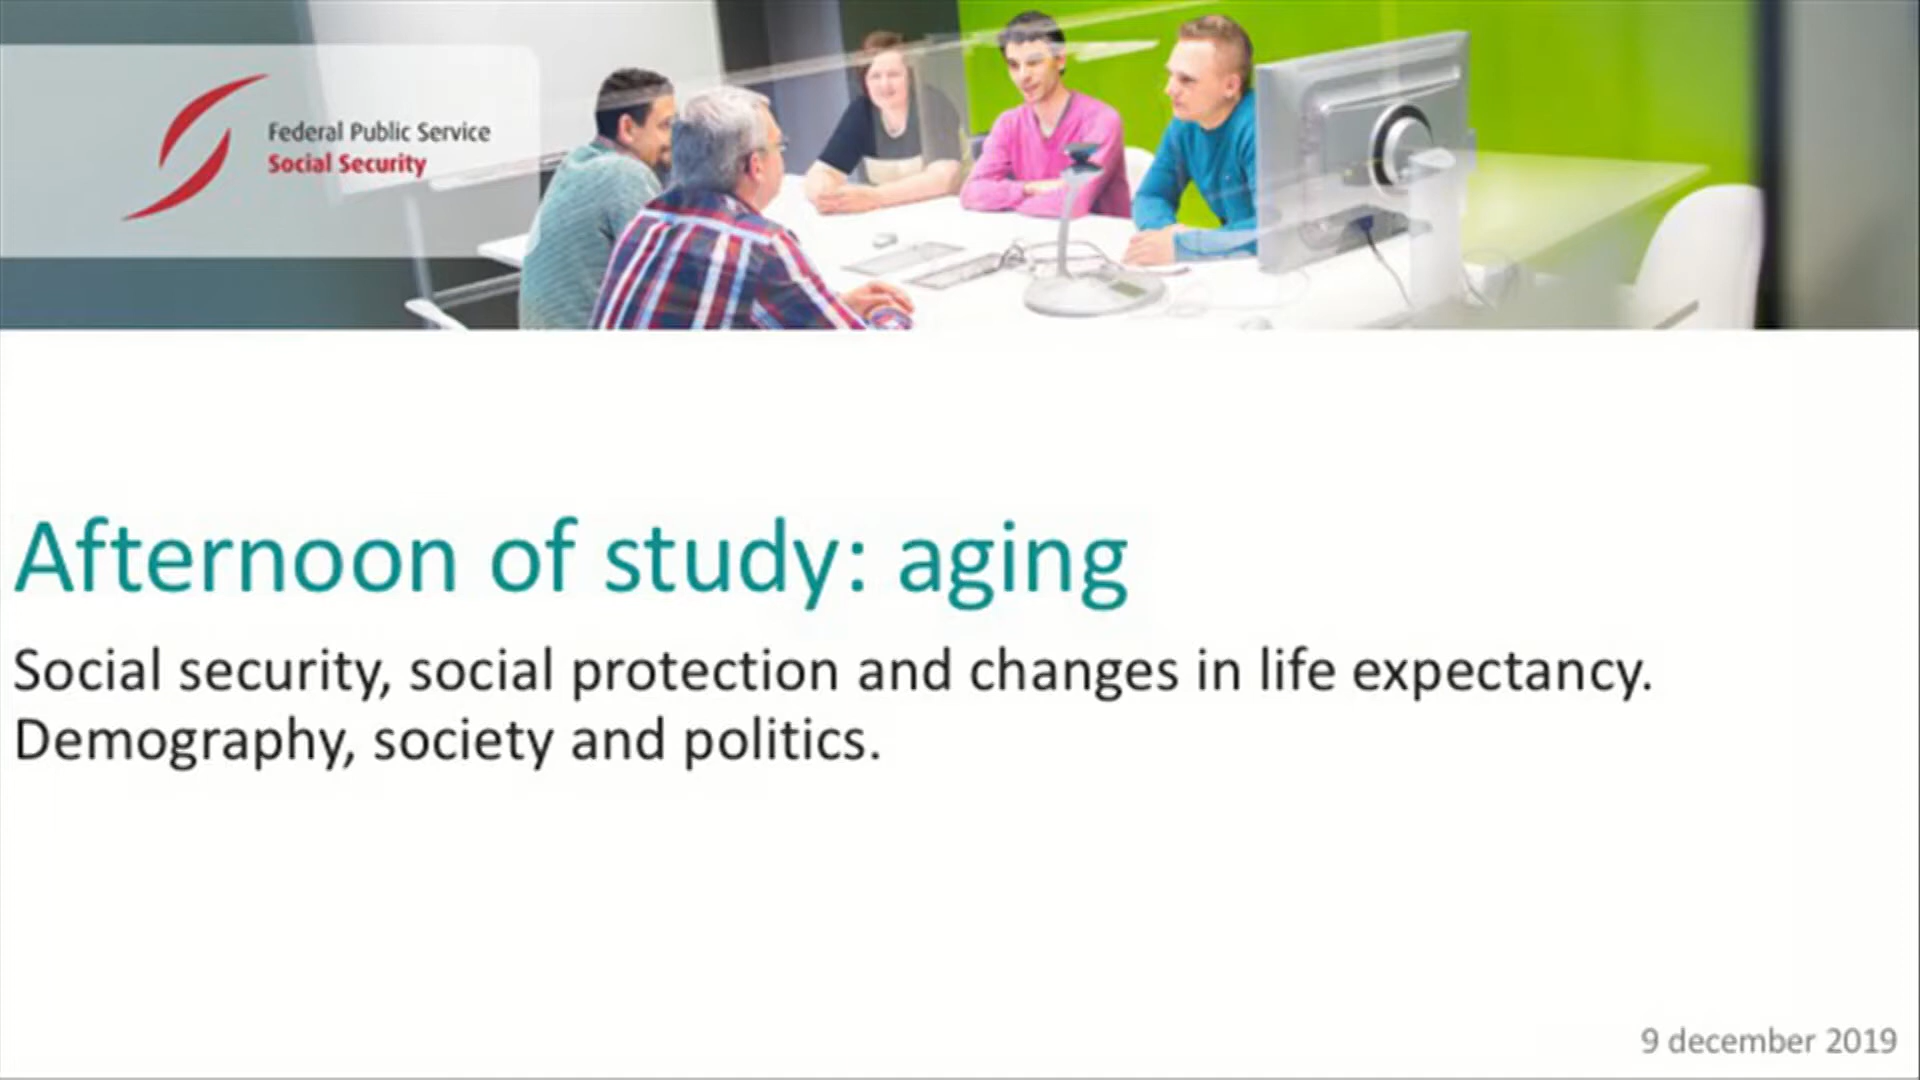 Federal Public Service
Social Security
Afternoon of study: aging
Social security, social protection and changes in life expectancy.
Demography, society and politics.
9 december 2019